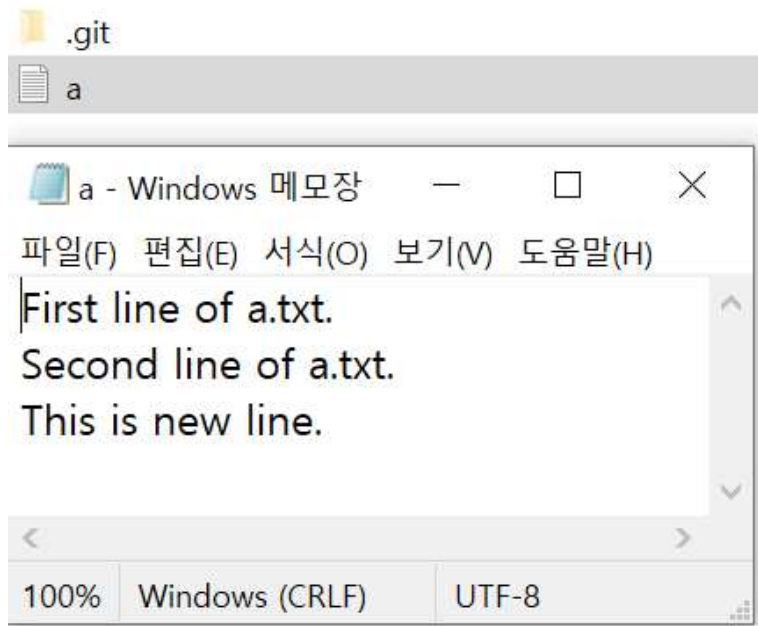 .git
a
a - Windows 메모장
파일(F) 편집(E) 서식(O) 보기(V) 도움말(H)
First line of a.txt.
Second line of a.txt.
This is new line.
100% Windows (CRLF) UTF-8